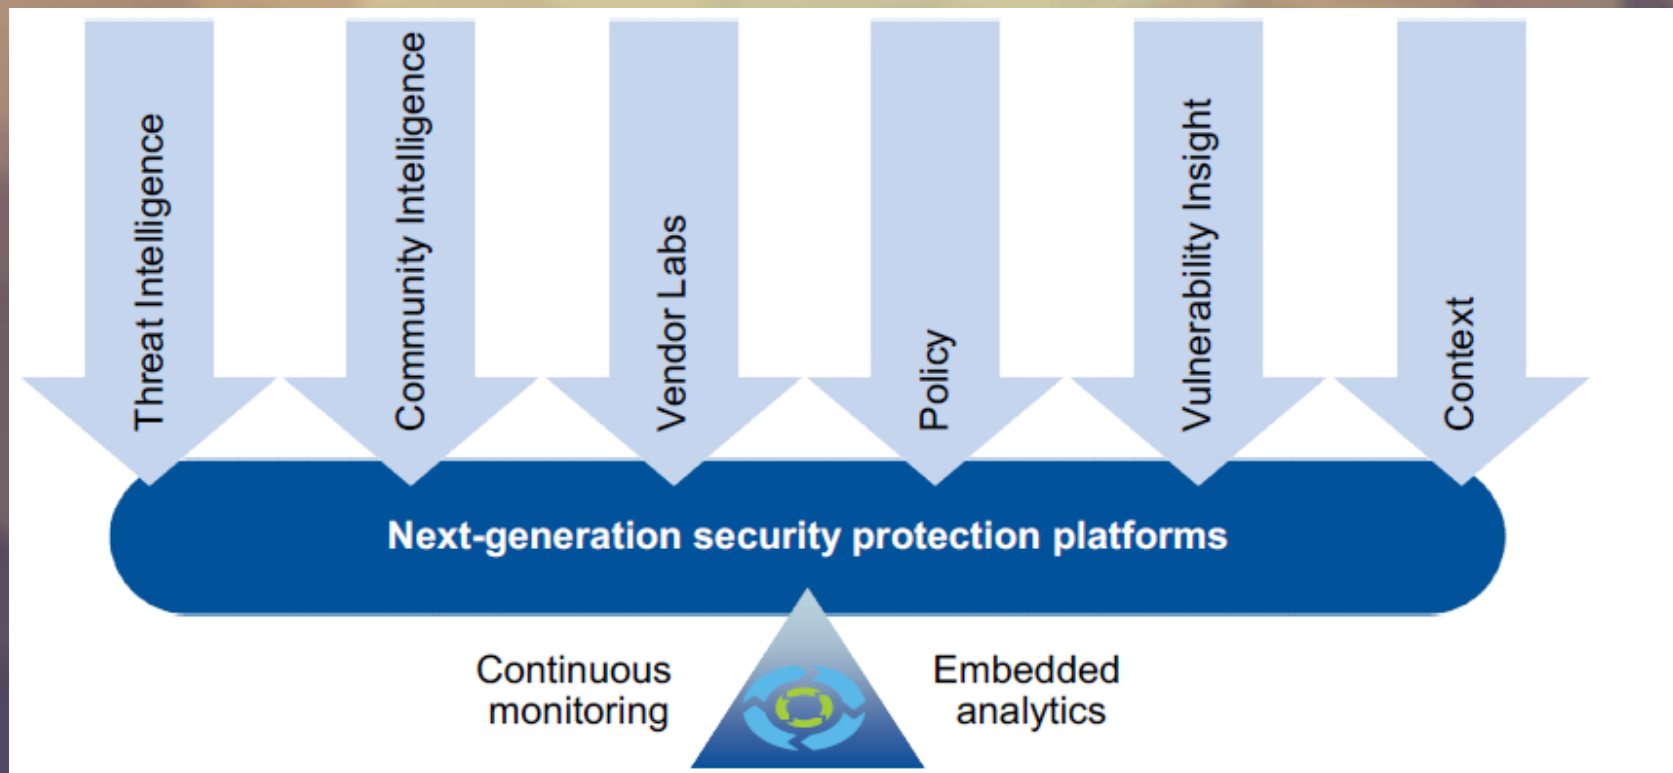 Threat Intelligence
Community Intelligence
Vendor Labs
Policy
Vulnerability Insight
Context
Next-generation security protection platforms
Continuous
monitoring
Embedded
analytics